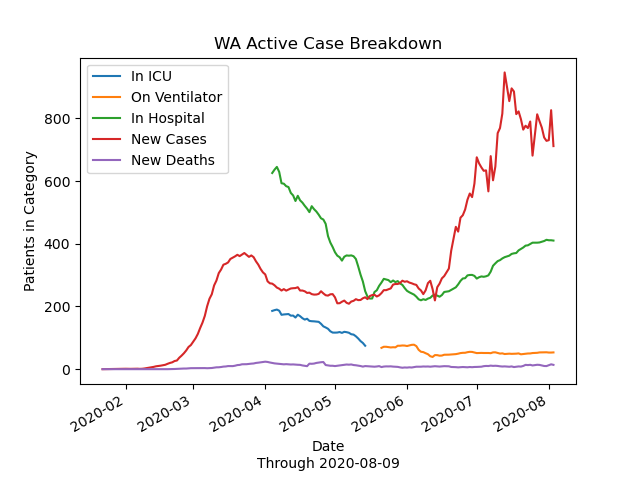 WA Active Case Breakdown
In ICU
On Ventilator
In Hospital
New Cases
New Deaths
Patients in Category
800
600
400
200
0
2020-02
2020-03
2020-04
2020-05
2020-06
2020-07
2020-08
Date
Through 2020-08-09